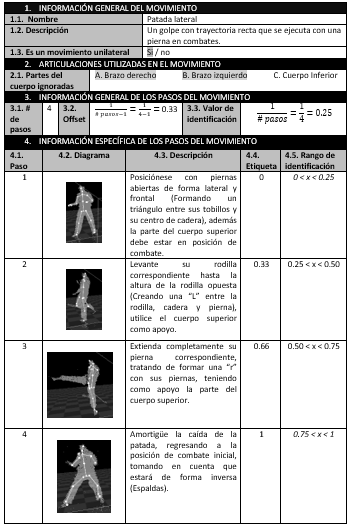 1. INFORMACIÓN GENERAL DEL MOVIMIENTO
1.1. Nombre Patada lateral
1.2. Descripción Un golpe con trayectoria recta que se ejecuta con una
pierna en combates.
1.3. Es un movimiento unilateral Si / no
2. ARTICULACIONES UTILIZADAS EN EL MOVIMIENTO
2.1. Partes del
cuerpo ignoradas
A. Brazo derecho B. Brazo izquierdo C. Cuerpo Inferior
3. INFORMACIÓN GENERAL DE LOS PASOS DEL MOVIMIENTO
3.1. #
de
pasos
4
3.2.
Offset
1 / # pasos−1 = 1 / 4−1 = 0.33
3.3. Valor de
identificación
1 / # pasos = 1 / 4 = 0.25
4. INFORMACIÓN ESPECÍFICA DE LOS PASOS DEL MOVIMIENTO
4.1.
Paso
4.2. Diagrama
4.3. Descripción
4.4.
Etiqueta
4.5. Rango de
identificación
1
Posiciónese con piernas
abiertas de forma lateral y
frontal (Formando un
triángulo entre sus tobillos y
su centro de cadera), además
la parte del cuerpo superior
debe estar en posición de
combate.
0
0 < x < 0.25
2
Levante su rodilla
correspondiente hasta la
altura de la rodilla opuesta
(Creando una "L" entre la
rodilla, cadera y pierna),
utilice el cuerpo superior
como apoyo.
0.33
0.25 < x < 0.50
3
Extienda completamente su
pierna correspondiente,
tratando de formar una "r"
con sus piernas, teniendo
como apoyo la parte del
cuerpo superior.
0.66
0.50 < x < 0.75
4
Amortigüe la caída de la
patada, regresando a la
posición de combate inicial,
tomando en cuenta que
estará de forma inversa
(Espaldas).
1
0.75 < x < 1